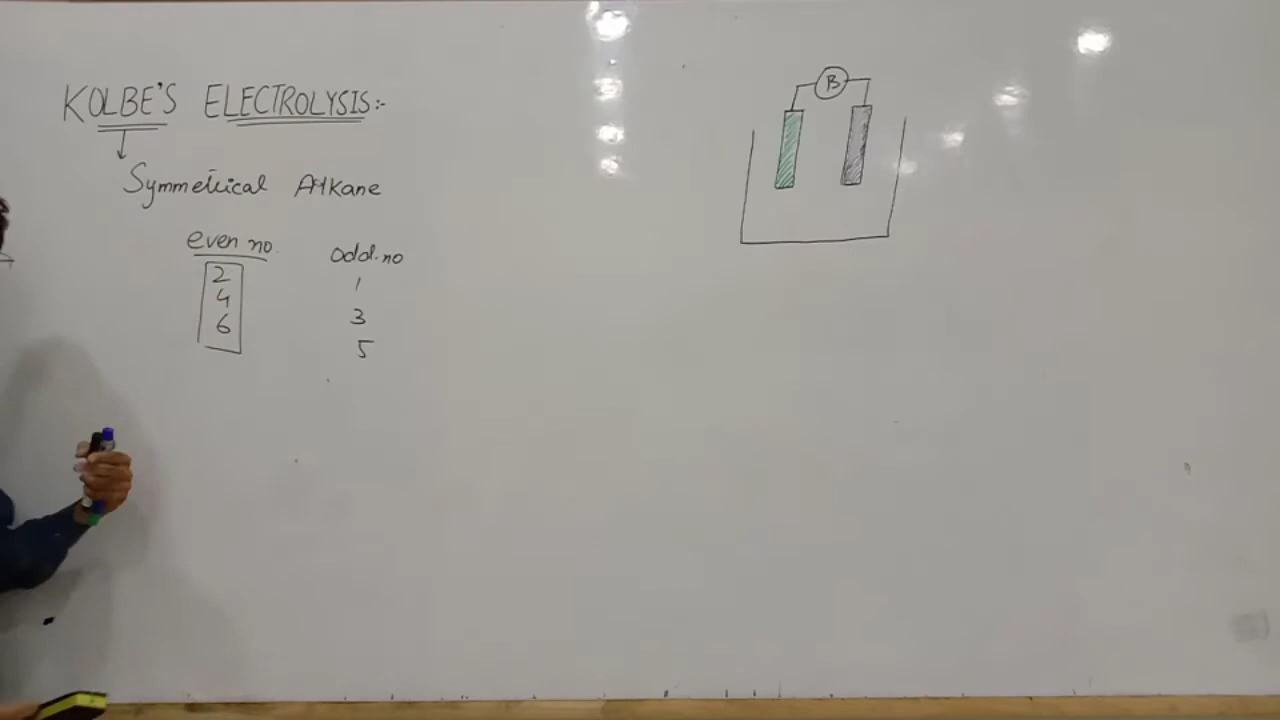 KOLBE'S ELECTROLYSIS:-
Symmetrical Alkane
even no.
2
4
6
Odd.no
1
3
5
B